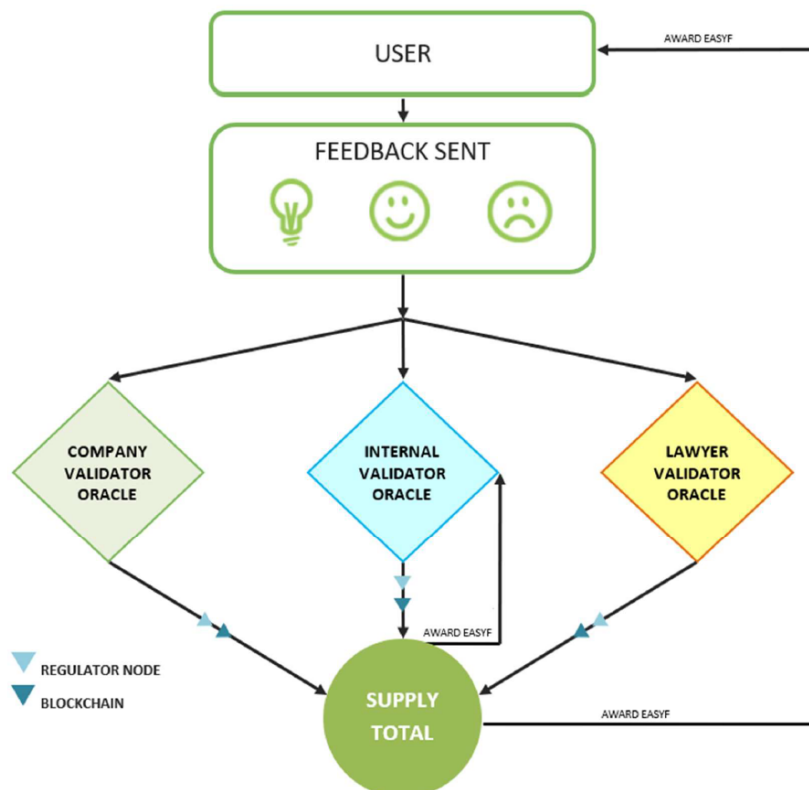 AWARD EASYF
USER
FEEDBACK SENT
COMPANY
VALIDATOR
ORACLE
INTERNAL
VALIDATOR
ORACLE
LAWYER
VALIDATOR
ORACLE
AWARD EASYF
REGULATOR NODE
BLOCKCHAIN
SUPPLY
TOTAL
AWARD EASYF